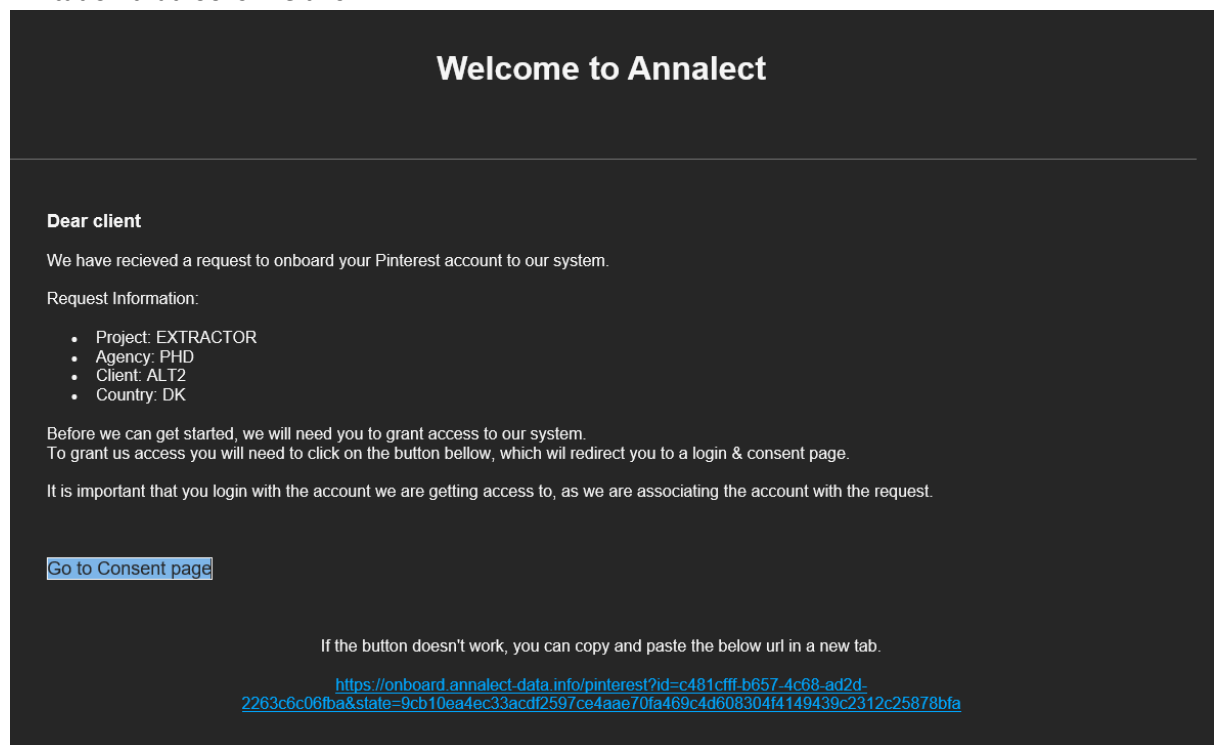 Welcome to Annalect
Dear client
We have recieved a request to onboard your Pinterest account to our system.
Request Information:
• Project: EXTRACTOR
• Agency: PHD
• Client: ALT2
• Country: DK
Before we can get started, we will need you to grant access to our system.
To grant us access you will need to click on the button bellow, which wil redirect you to a login & consent page.
It is important that you login with the account we are getting access to, as we are associating the account with the request.
Go to Consent page
If the button doesn't work, you can copy and paste the below url in a new tab.
https://onboard.annalect-data.info/pinterest?id=c481cfff-b657-4c68-ad2d-
2263c6c06fba&state=9cb10ea4ec33acdf2597ce4aae70fa469c4d608304f4149439c2312c25878bfa